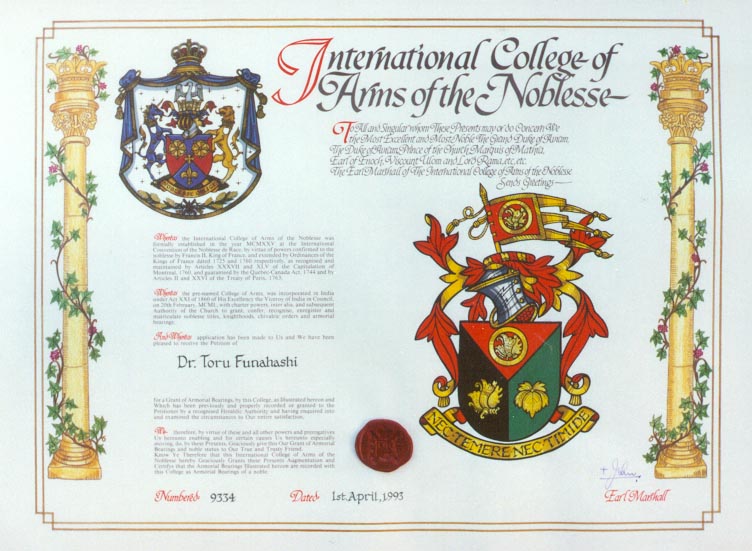 International College of
Arms of the Noblesse
To All and Singular whom These Presents may or do Concern We
the Most Excellent and Most Noble The Grand Duke of Avram,
The Duke of Avram, Prince of the Church, Marquis of Matinja,
Earl of Enoch, Viscount Ulom and Lord Rama, etc, etc
The Earl Marshall of The International College of Arms of the Noblesse
Sends Greetings
Whereas the International College of Arms of the Noblesse was
formally established in the year MCMXXV at the International
Convention of the Noblesse de Race, by virtue of powers confirmed to the
noblesse by Francis II, King of France, and extended by Ordinances of the
Kings of France dated 1725 and 1760 respectively, as recognised and
maintained by Articles XXXVII and XLV of the Capitulation of
Montreal, 1760, and guaranteed by the Quebec-Canada Act, 1744 and by
Articles II and XXVI of the Treaty of Paris, 1763;
Whereas the pre-named College of Arms, was incorporated in India
under Act XXI of 1860 of His Excellency the Viceroy of India in Council,
on 20th February, MCML, with charter powers, inter alia, and subsequent
Authority of the Church to grant, confer, recognise, enregister and
matriculate noblesse titles, knighthoods, chivalric orders and armorial
bearings;
And Whereas application has been made to Us and We have been
pleased to receive the Petition of
Dr. Toru Funahashi
for a Grant of Armorial Bearings, by this College, as Illustrated hereon and
Which has been previously and properly recorded or granted to the
Petitioner by a recognised Heraldic Authority and having enquired into
and examined the circumstances to Our entire satisfaction,
We therefore, by virtue of these and all other powers and prerogatives
Us hereunto enabling and for certain causes Us hereunto especially
moving, do, by these Presents, Graciously give this Our Grant of Armorial
Bearings and noble status to Our True and Trusty Friend.
Know Ye Therefore that this International College of Arms of the
Noblesse hereby Graciously Grants these Presents Augmentation and
Certifys that the Armorial Bearings Illustrated hereon are recorded with
this College as Armorial Bearings of a noble.
NEC TEMERE NEC TIMIDE
Numbered 9334 Dated 1st. April, 1993
Earl Marshall